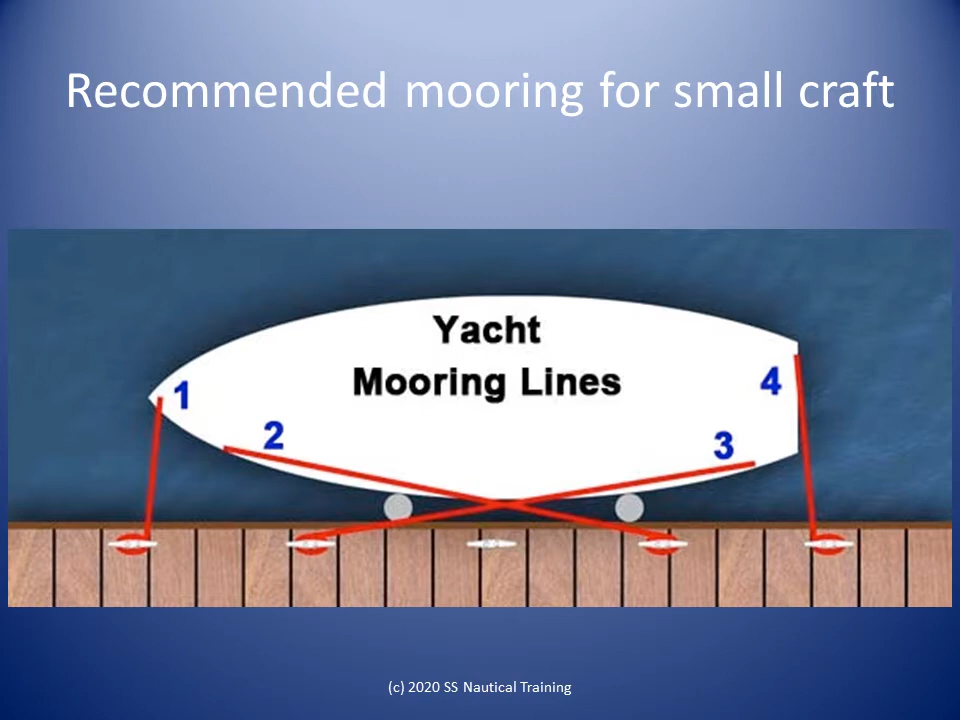 Recommended mooring for small craft
Yacht
Mooring Lines
1
4
2
3
(c) 2020 SS Nautical Training